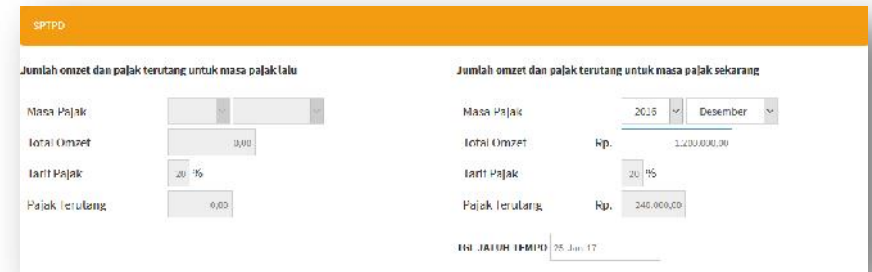 SPTPD
Jumlah omzet dan pajak terutang untuk masa pajak lalu
Masa Pajak
Total Omzet 0,00
Tarif Pajak 20 %
Pajak Terutang 0,00
Jumlah omzet dan pajak terutang untuk masa pajak sekarang
Masa Pajak 2016 Desember
Total Omzet Rp. 1.200.000,00
Tarif Pajak 20 %
Pajak Terutang Rp. 240.000,00
TGL JATUH TEMPO 25 Jan 17